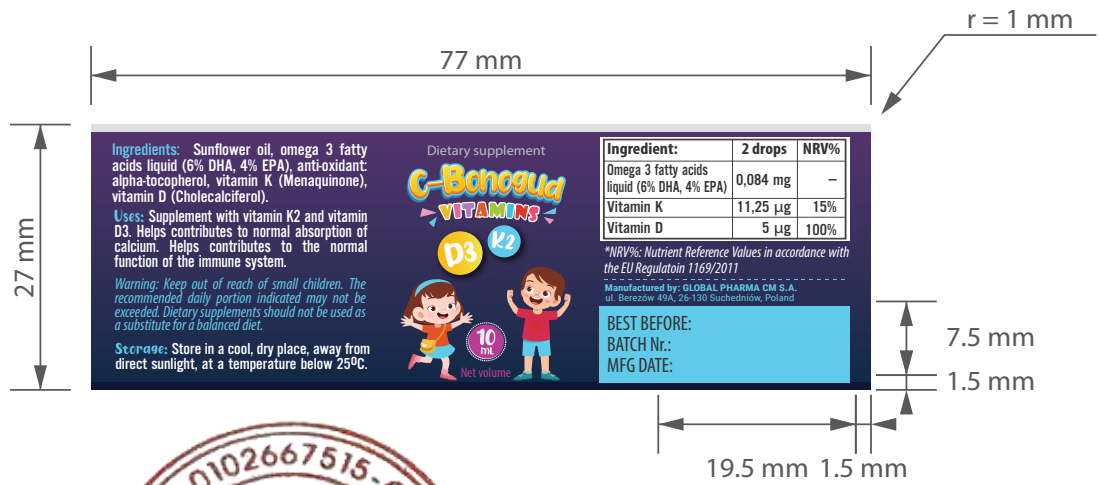 r = 1 mm
77 mm
27 mm
Ingredients: Sunflower oil, omega 3 fatty
acids liquid (6% DHA, 4% EPA), anti-oxidant:
alpha-tocopherol, vitamin K (Menaquinone),
vitamin D (Cholecalciferol).
Uses: Supplement with vitamin K2 and vitamin
D3. Helps contributes to normal absorption of
calcium. Helps contributes to the normal
function of the immune system.
Warning: Keep out of reach of small children. The
recommended daily portion indicated may not be
exceeded. Dietary supplements should not be used as
a substitute for a balanced diet.
Storage: Store in a cool, dry place, away from
direct sunlight, at a temperature below 25ºC.
Dietary supplement
C-Bonogud
VITAMINS
D3 K2
10
mL
Net volume
Ingredient: 2 drops NRV%
Omega 3 fatty acids
liquid (6% DHA, 4% EPA) 0,084 mg –
Vitamin K 11,25 µg 15%
Vitamin D 5 µg 100%
*NRV%: Nutrient Reference Values in accordance with
the EU Regulatoin 1169/2011
Manufactured by: GLOBAL PHARMA CM S.A.
ul. Berezów 49A, 26-130 Suchedniów, Poland
BEST BEFORE:
BATCH Nr.:
MFG DATE:
7.5 mm
1.5 mm
19.5 mm 1.5 mm
0102667515